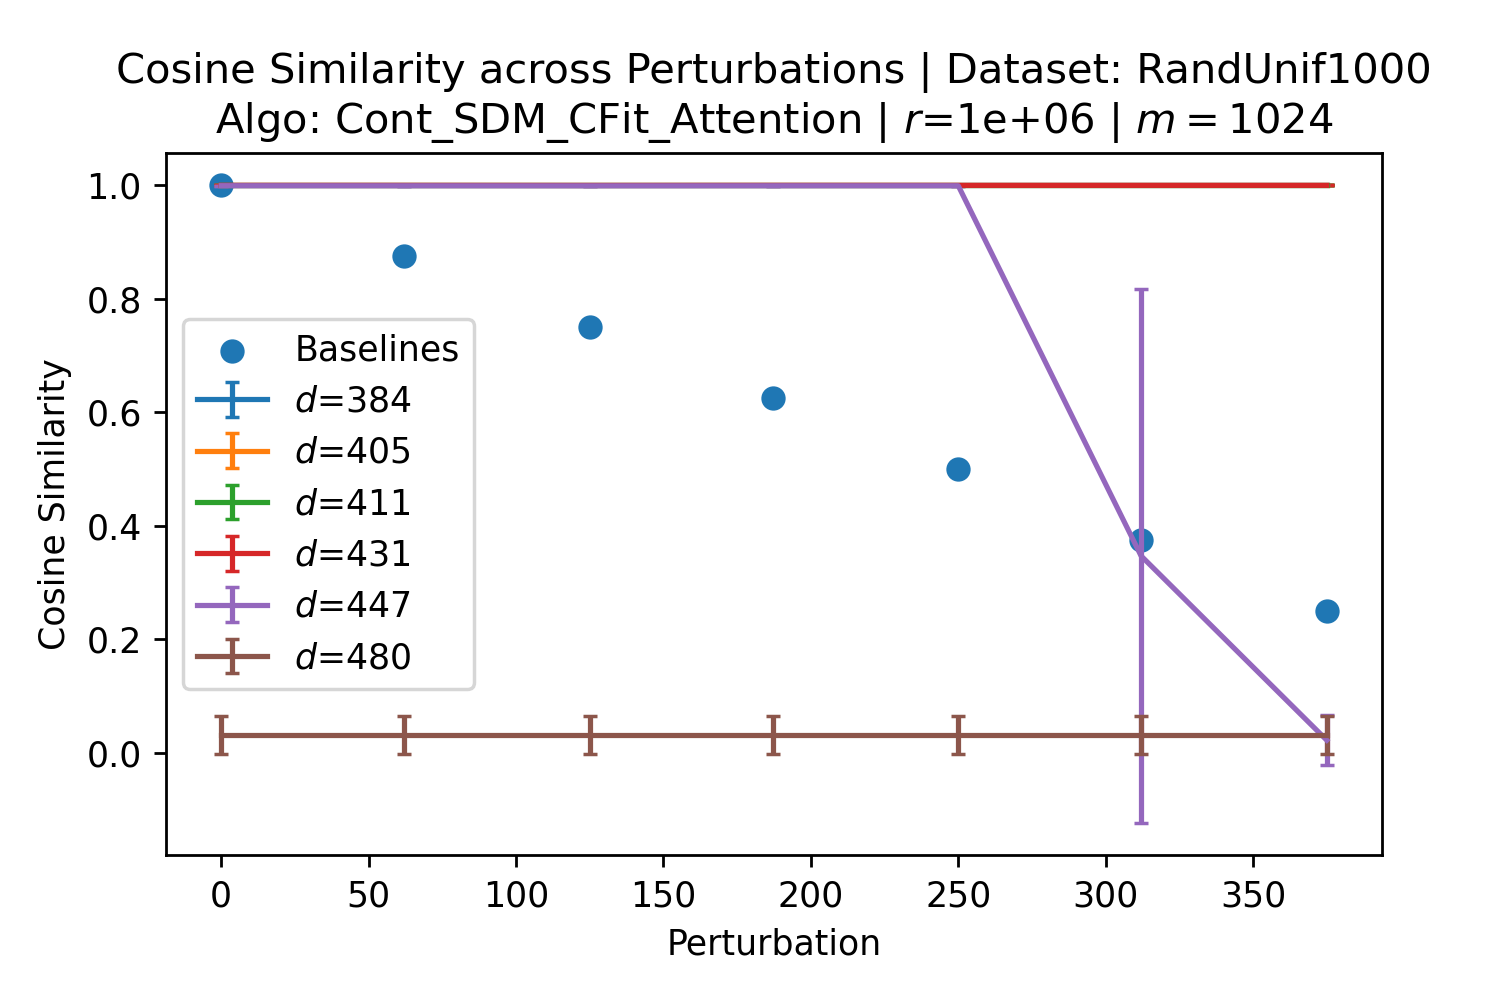 Cosine Similarity across Perturbations | Dataset: RandUnif1000
Algo: Cont_SDM_CFit_Attention | r=1e+06 | m = 1024
Cosine Similarity
1.0
0.8
0.6
0.4
0.2
0.0
Baselines
d=384
d=405
d=411
d=431
d=447
d=480
0 50 100 150 200 250 300 350
Perturbation